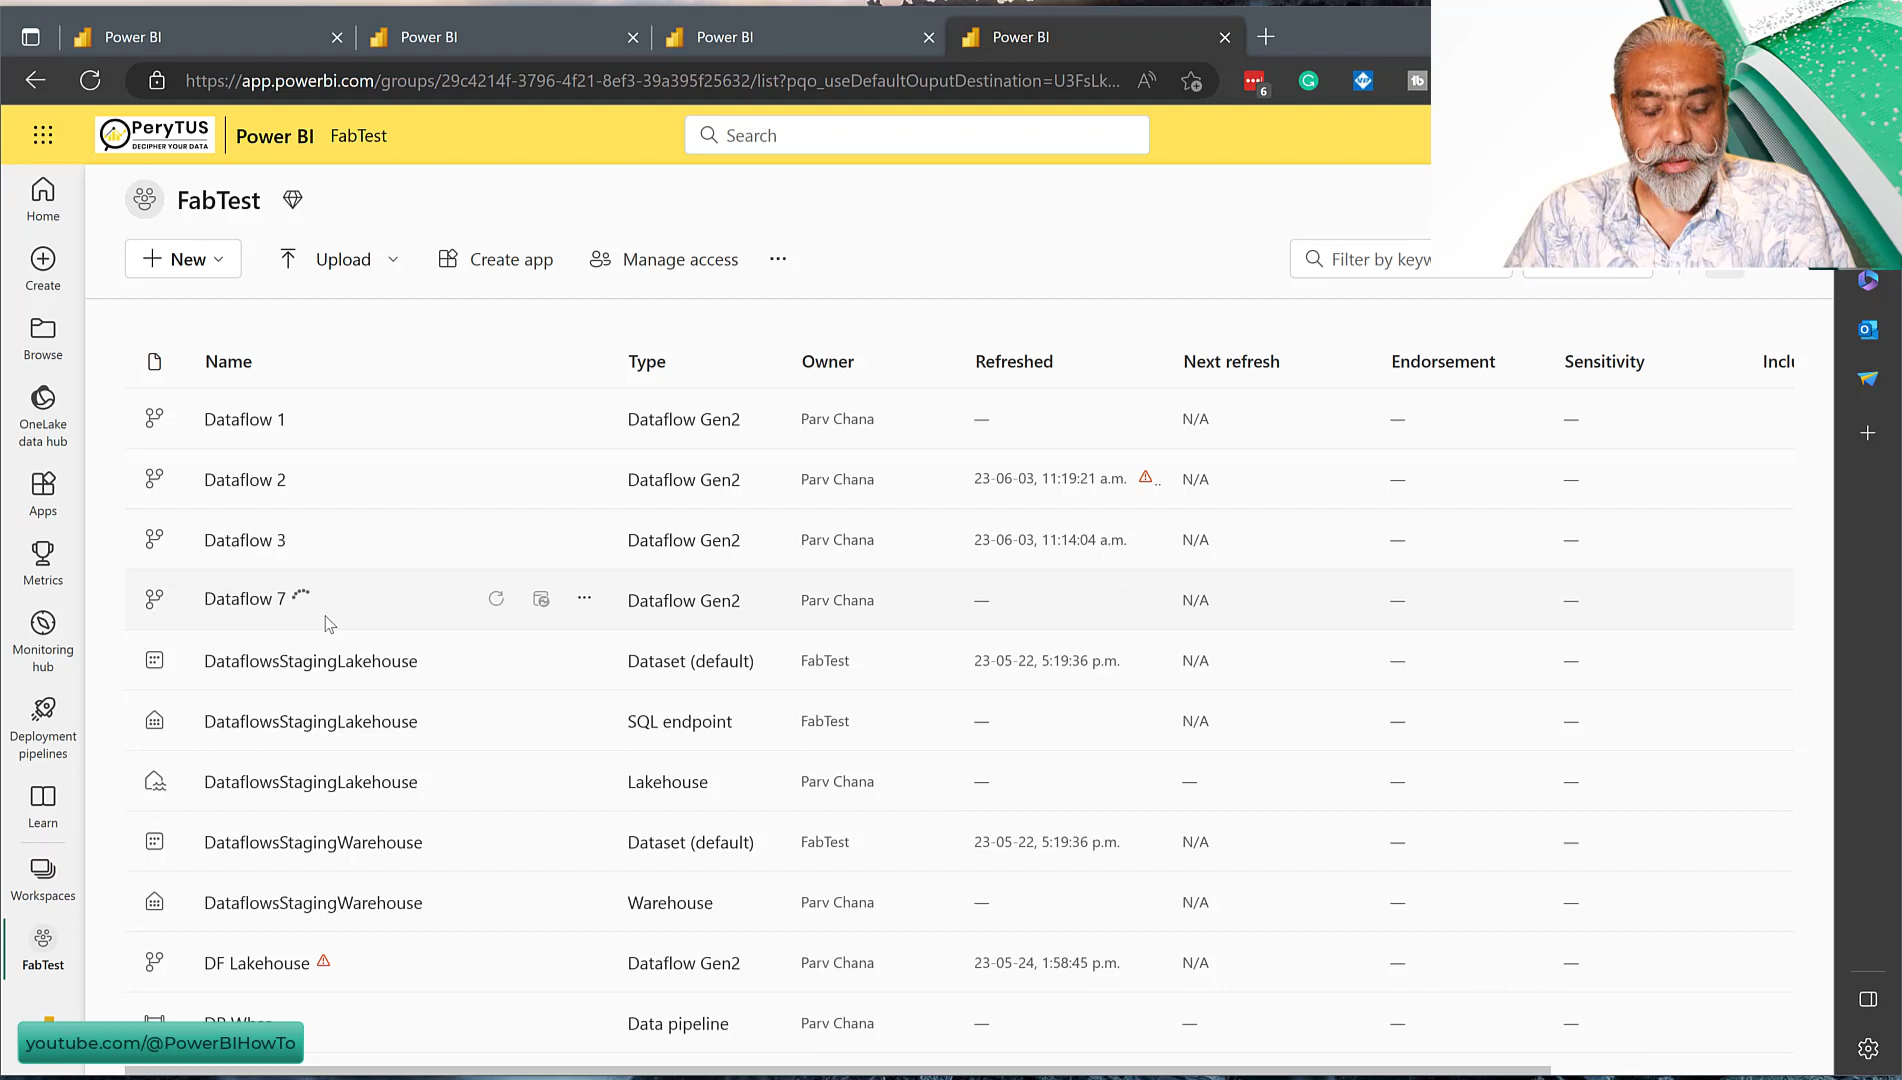 Power BI
Power BI
Power BI
Power BI
https://app.powerbi.com/groups/29c4214f-3796-4f21-8ef3-39a395f25632/list?pqo_useDefaultOuputDestination=U3FsLk...
6
PeryTUS
DECIPHER YOUR DATA
Power BI FabTest
Search
Home
Create
Browse
OneLake
data hub
Apps
Metrics
Monitoring
hub
Deployment
pipelines
Learn
Workspaces
FabTest
FabTest
New
Upload
Create app
Manage access
Filter by keyw
Name Type Owner Refreshed Next refresh Endorsement Sensitivity Inclu
Dataflow 1 Dataflow Gen2 Parv Chana — N/A — —
Dataflow 2 Dataflow Gen2 Parv Chana 23-06-03, 11:19:21 a.m. N/A — —
Dataflow 3 Dataflow Gen2 Parv Chana 23-06-03, 11:14:04 a.m. N/A — —
Dataflow 7 Dataflow Gen2 Parv Chana — N/A — —
DataflowsStagingLakehouse Dataset (default) FabTest 23-05-22, 5:19:36 p.m. N/A — —
DataflowsStagingLakehouse SQL endpoint FabTest — N/A — —
DataflowsStagingLakehouse Lakehouse Parv Chana — — — —
DataflowsStagingWarehouse Dataset (default) FabTest 23-05-22, 5:19:36 p.m. N/A — —
DataflowsStagingWarehouse Warehouse Parv Chana — N/A — —
DF Lakehouse Dataflow Gen2 Parv Chana 23-05-24, 1:58:45 p.m. N/A — —
Data pipeline Parv Chana — — — —
youtube.com/@PowerBIHowTo